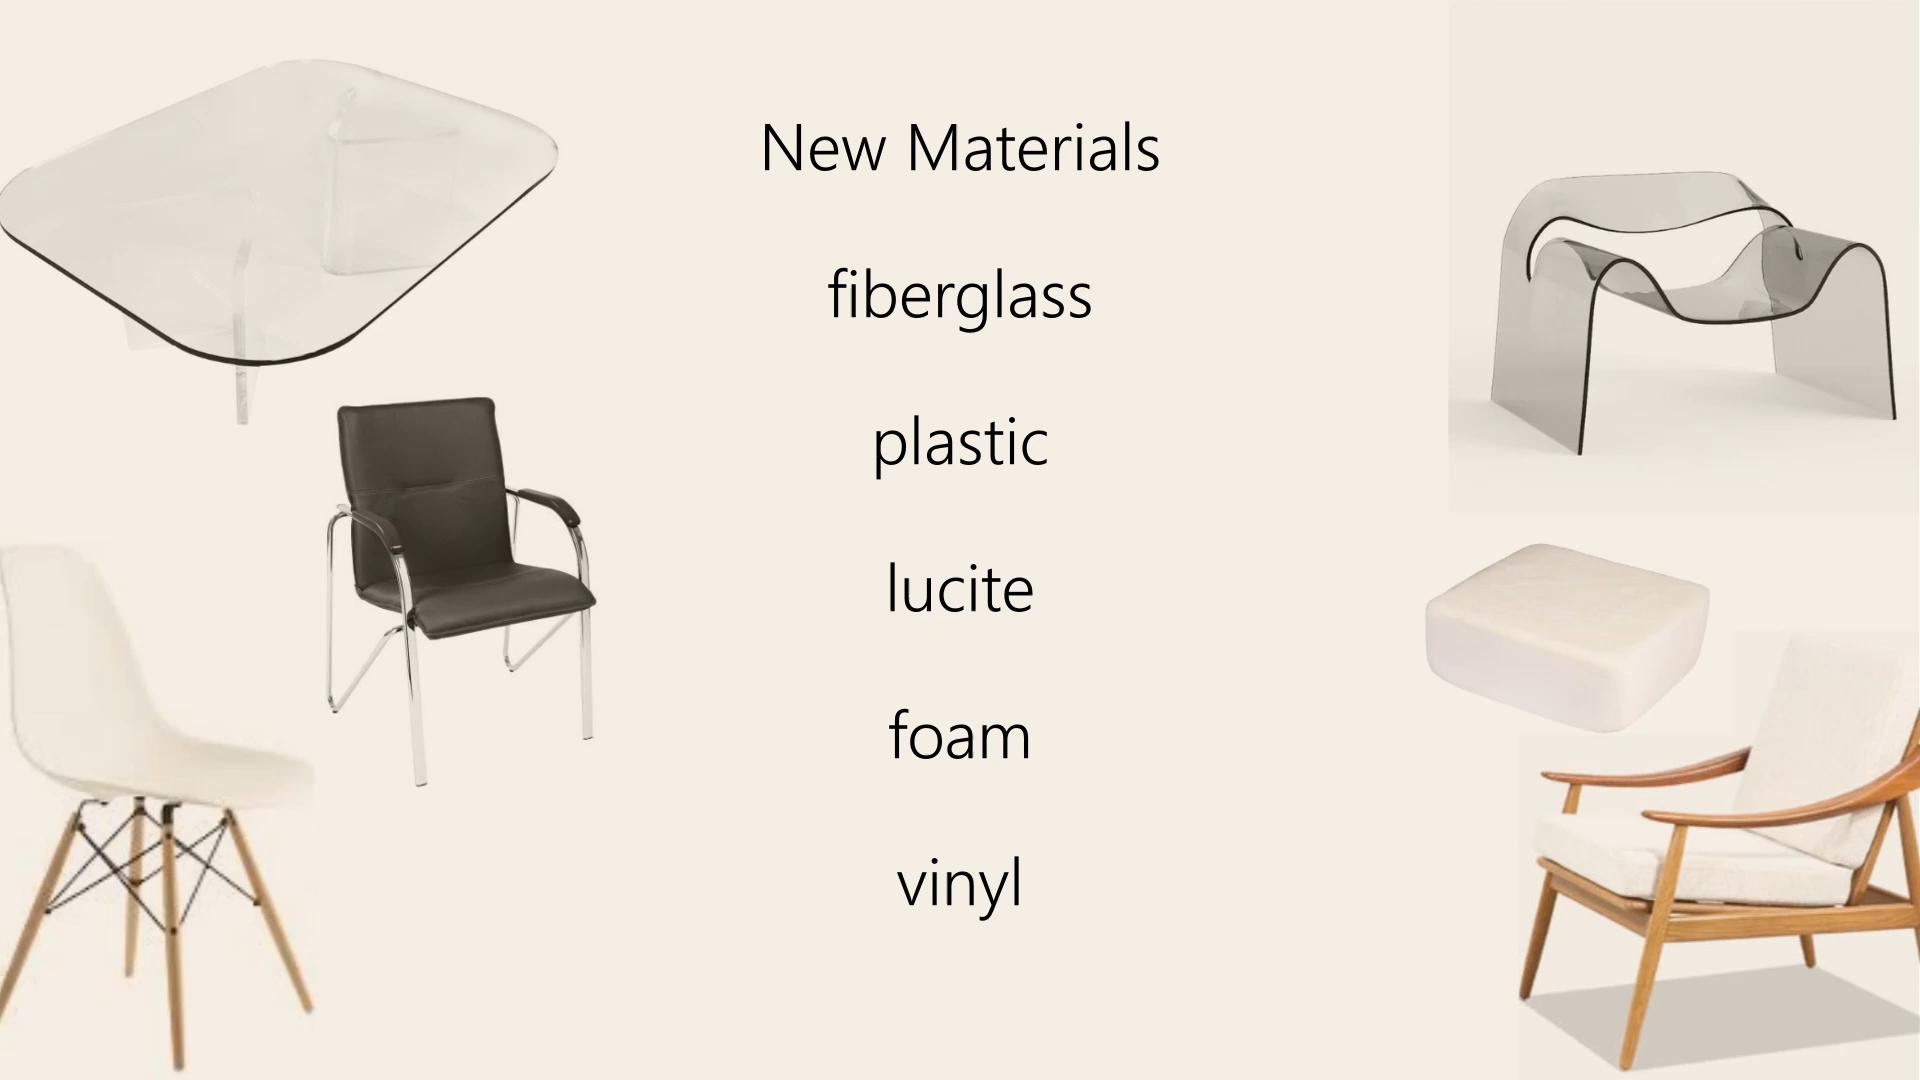 New Materials
fiberglass
plastic
lucite
foam
vinyl